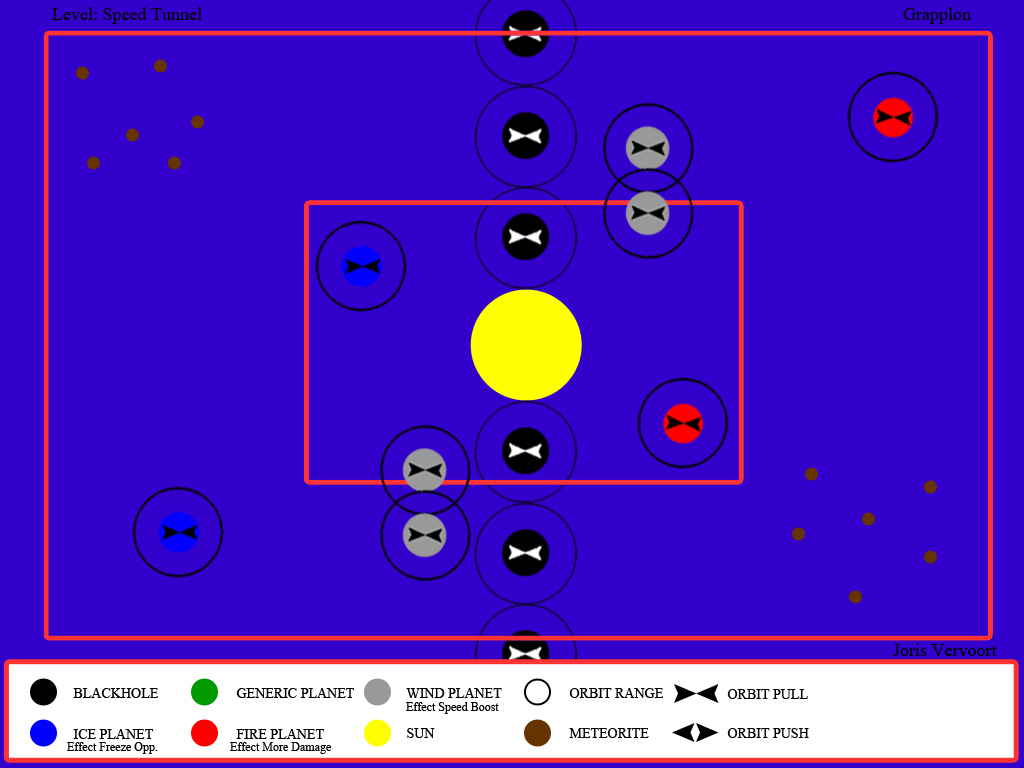 Level: Speed Tunnel
Grapplon
Joris Vervoort
BLACKHOLE
GENERIC PLANET
WIND PLANET
Effect Speed Boost
ORBIT RANGE
ORBIT PULL
ICE PLANET
Effect Freeze Opp.
FIRE PLANET
Effect More Damage
SUN
METEORITE
ORBIT PUSH